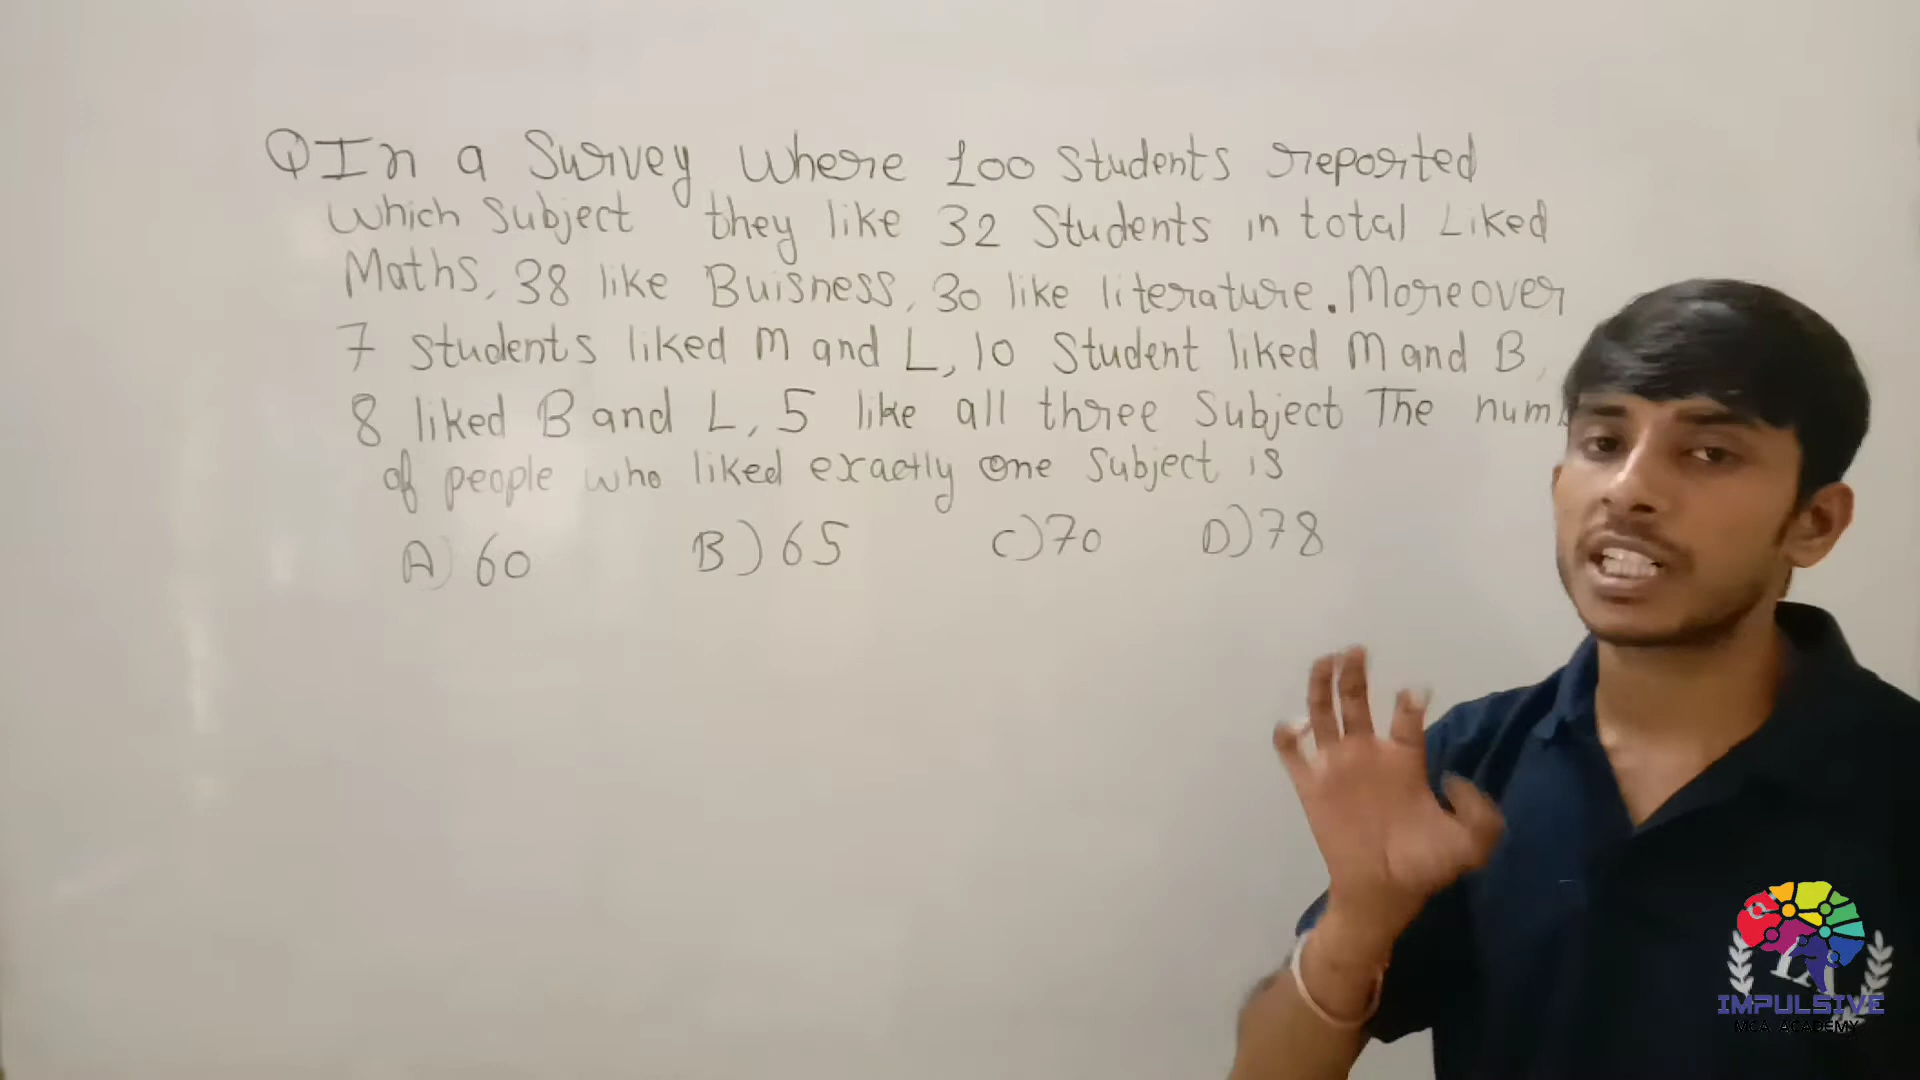 Q In a Survey where 100 Students reported
which Subject they like 32 Students in total Liked
Maths, 38 like Buisness, 30 like literature. Moreover
7 students liked M and L, 10 Student liked M and B,
8 liked B and L, 5 like all three Subject The
of people who liked exactly one Subject is
A) 60 B) 65 C) 70 D) 78
IMPULSIVE
MCA ACADEMY